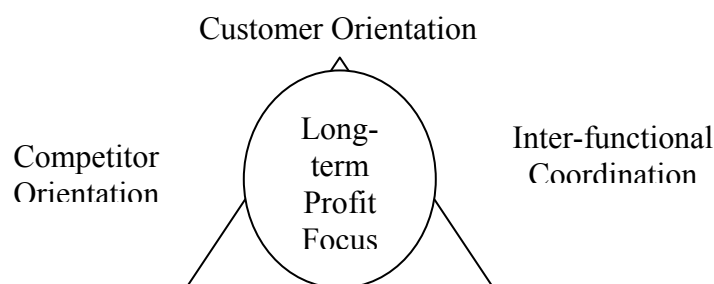 Customer Orientation
Long-
term
Profit
Focus
Competitor
Orientation
Inter-functional
Coordination